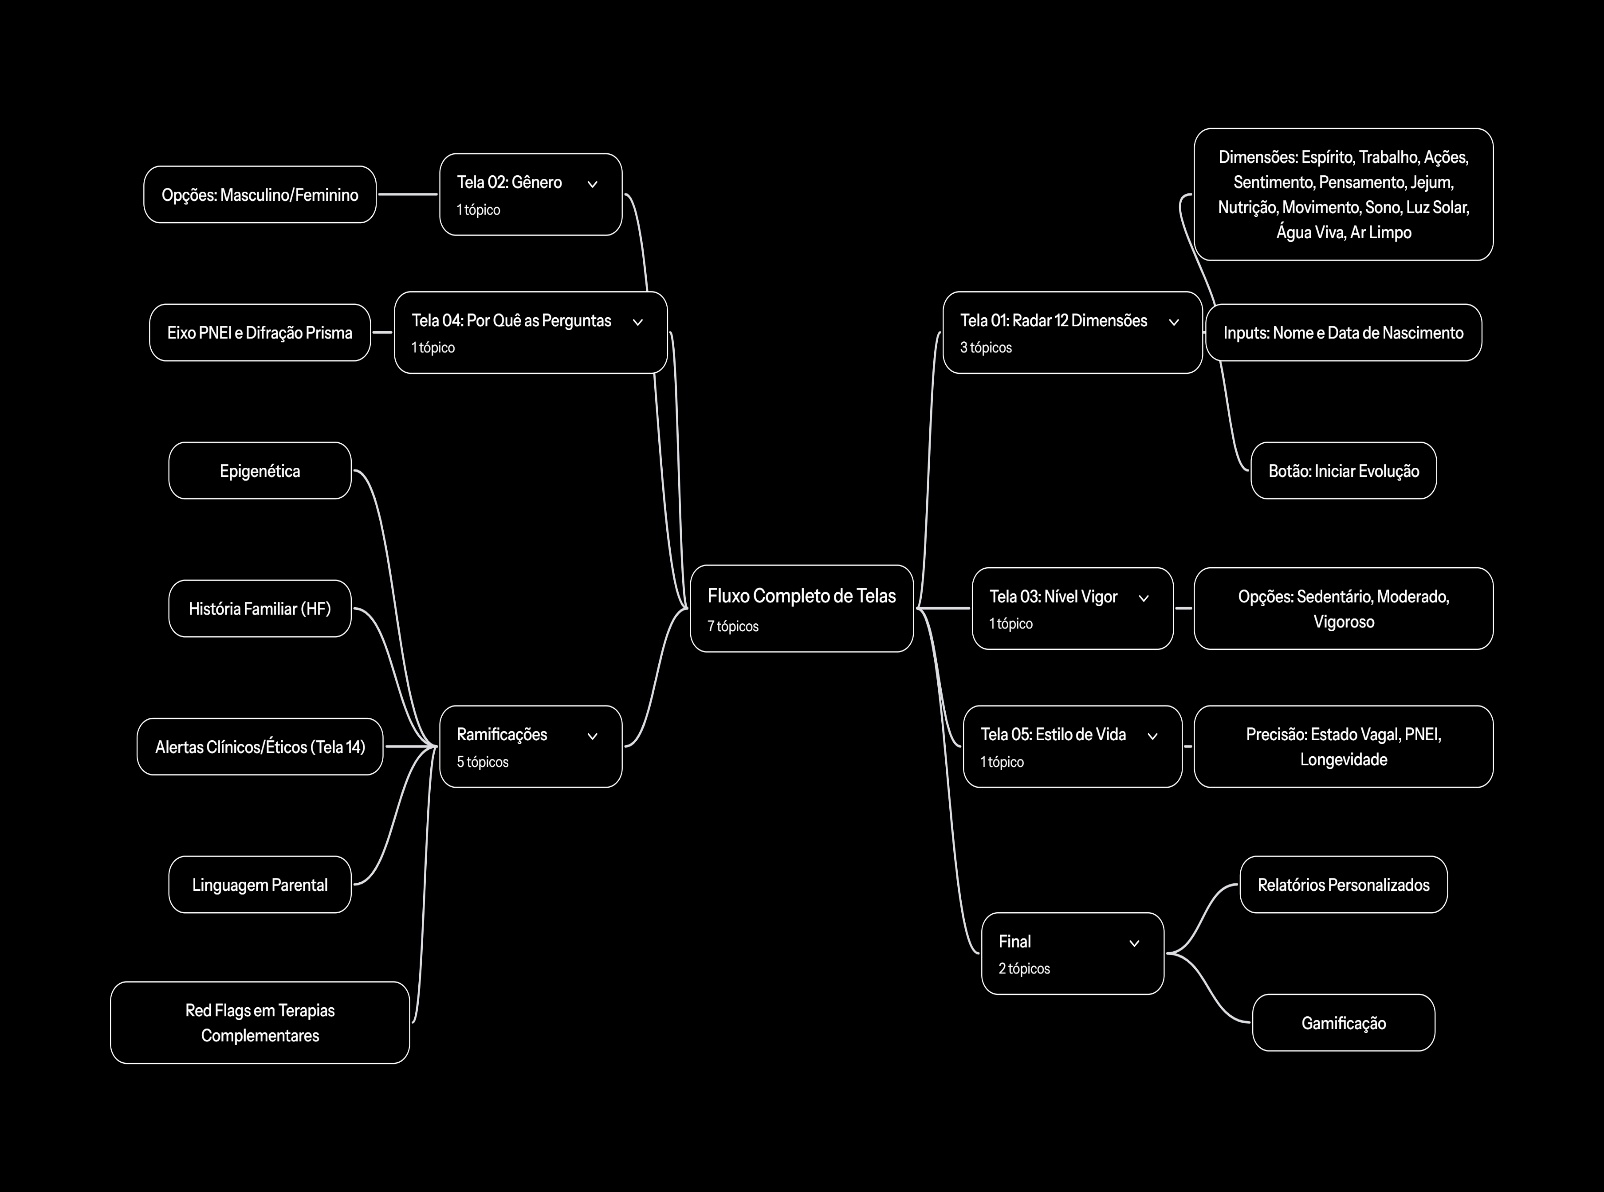 Opções: Masculino/Feminino
Tela 02: Gênero
1 tópico
Eixo PNEI e Difração Prisma
Tela 04: Por Quê as Perguntas
1 tópico
Epigenética
História Familiar (HF)
Alertas Clínicos/Éticos (Tela 14)
Linguagem Parental
Red Flags em Terapias
Complementares
Ramificações
5 tópicos
Fluxo Completo de Telas
7 tópicos
Tela 01: Radar 12 Dimensões
3 tópicos
Dimensões: Espírito, Trabalho, Ações,
Sentimento, Pensamento, Jejum,
Nutrição, Movimento, Sono, Luz Solar,
Água Viva, Ar Limpo
Inputs: Nome e Data de Nascimento
Botão: Iniciar Evolução
Tela 03: Nível Vigor
1 tópico
Opções: Sedentário, Moderado,
Vigoroso
Tela 05: Estilo de Vida
1 tópico
Precisão: Estado Vagal, PNEI,
Longevidade
Final
2 tópicos
Relatórios Personalizados
Gamificação